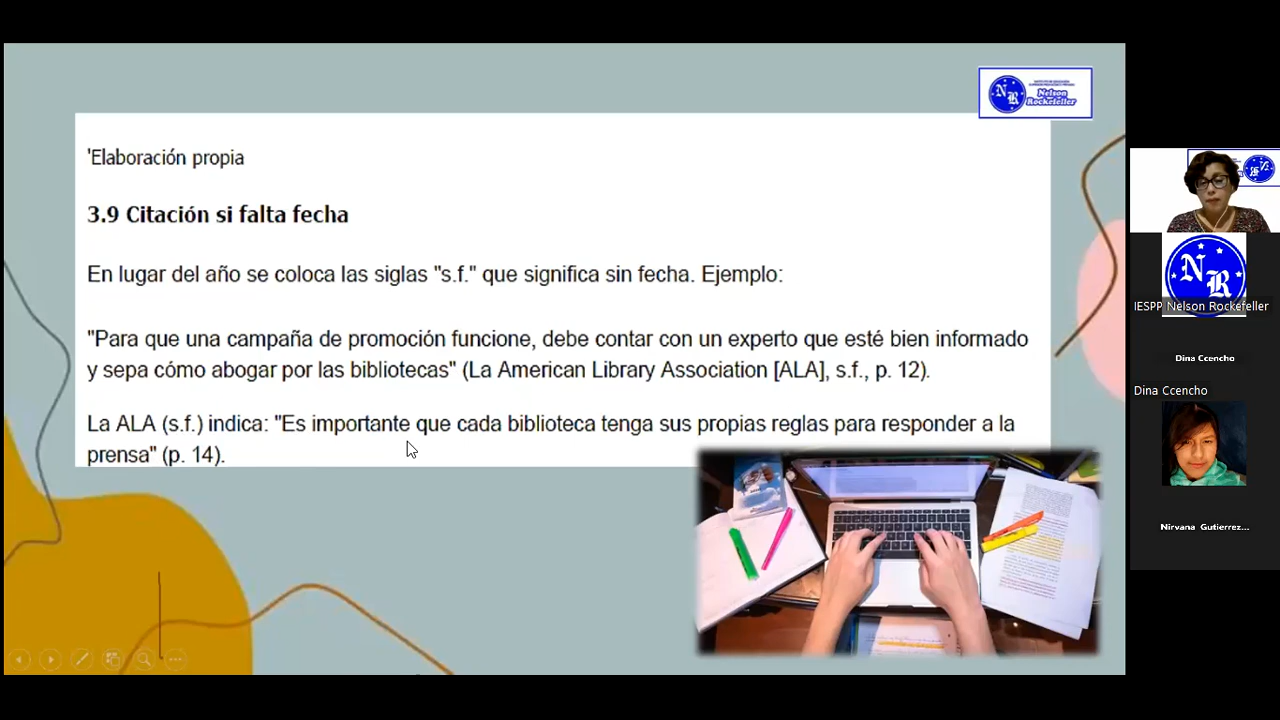 'Elaboración propia
3.9 Citación si falta fecha
En lugar del año se coloca las siglas "s.f." que significa sin fecha. Ejemplo:
"Para que una campaña de promoción funcione, debe contar con un experto que esté bien informado
y sepa cómo abogar por las bibliotecas" (La American Library Association [ALA], s.f., p. 12).
La ALA (s.f.) indica: "Es importante que cada biblioteca tenga sus propias reglas para responder a la
prensa" (p. 14).
NR
Nelson
Rockefeller
NR
IESPP Nelson Rockefeller
Dina Ccencho
Dina Ccencho
Nirvana Gutierrez...